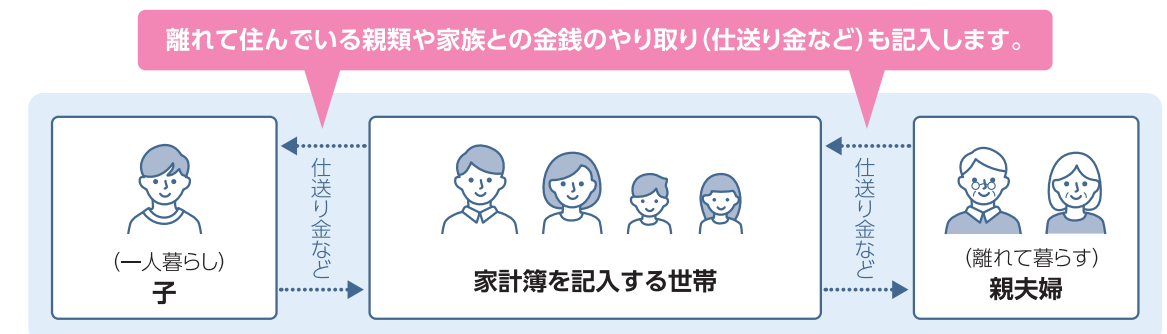 離れて住んでいる親類や家族との金銭のやり取り（仕送り金など）も記入します。
（一人暮らし）
子
仕送り金など
家計簿を記入する世帯
仕送り金など
（離れて暮らす）
親夫婦